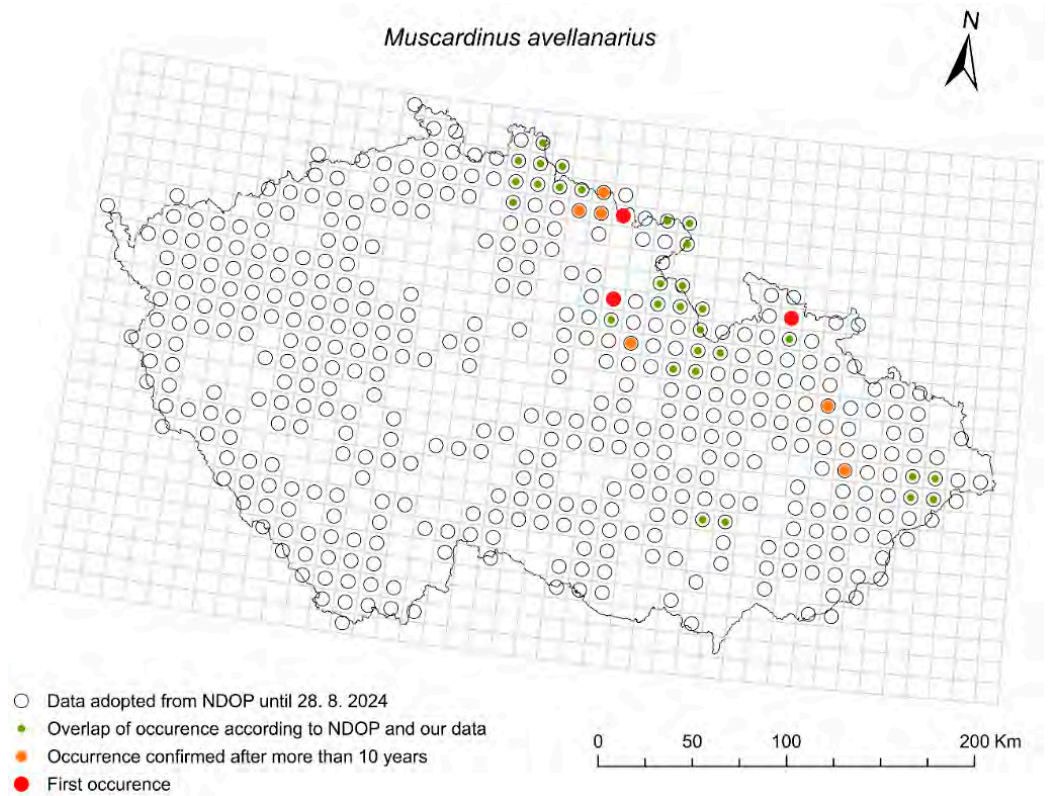 Muscardinus avellanarius
N
Data adopted from NDOP until 28. 8. 2024
Overlap of occurence according to NDOP and our data
Occurrence confirmed after more than 10 years
First occurence
0 50 100 200 Km